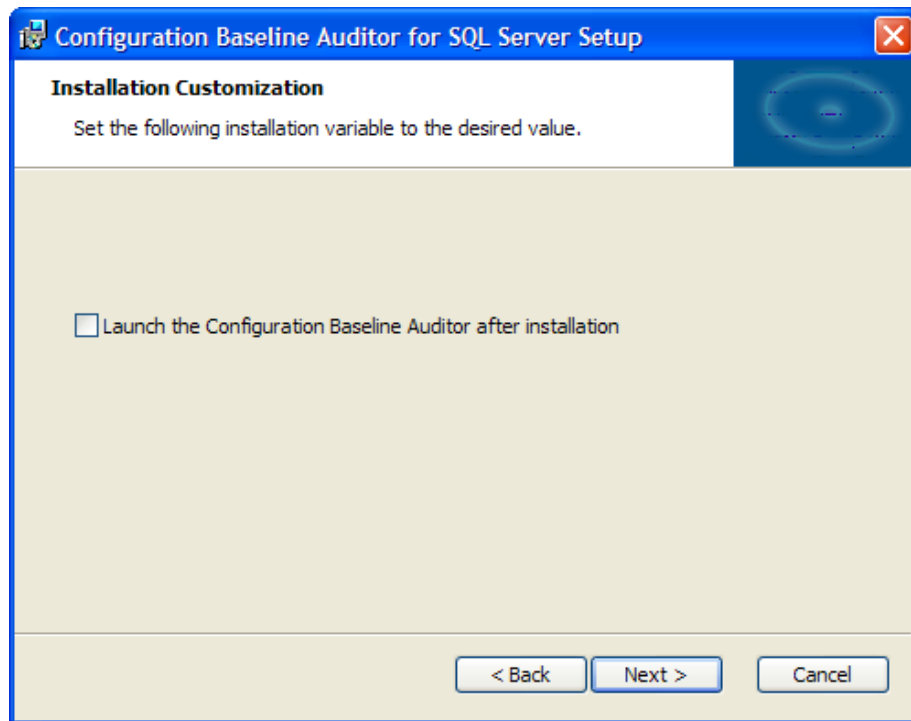 Configuration Baseline Auditor for SQL Server Setup
Installation Customization
Set the following installation variable to the desired value.
Launch the Configuration Baseline Auditor after installation
< Back
Next >
Cancel